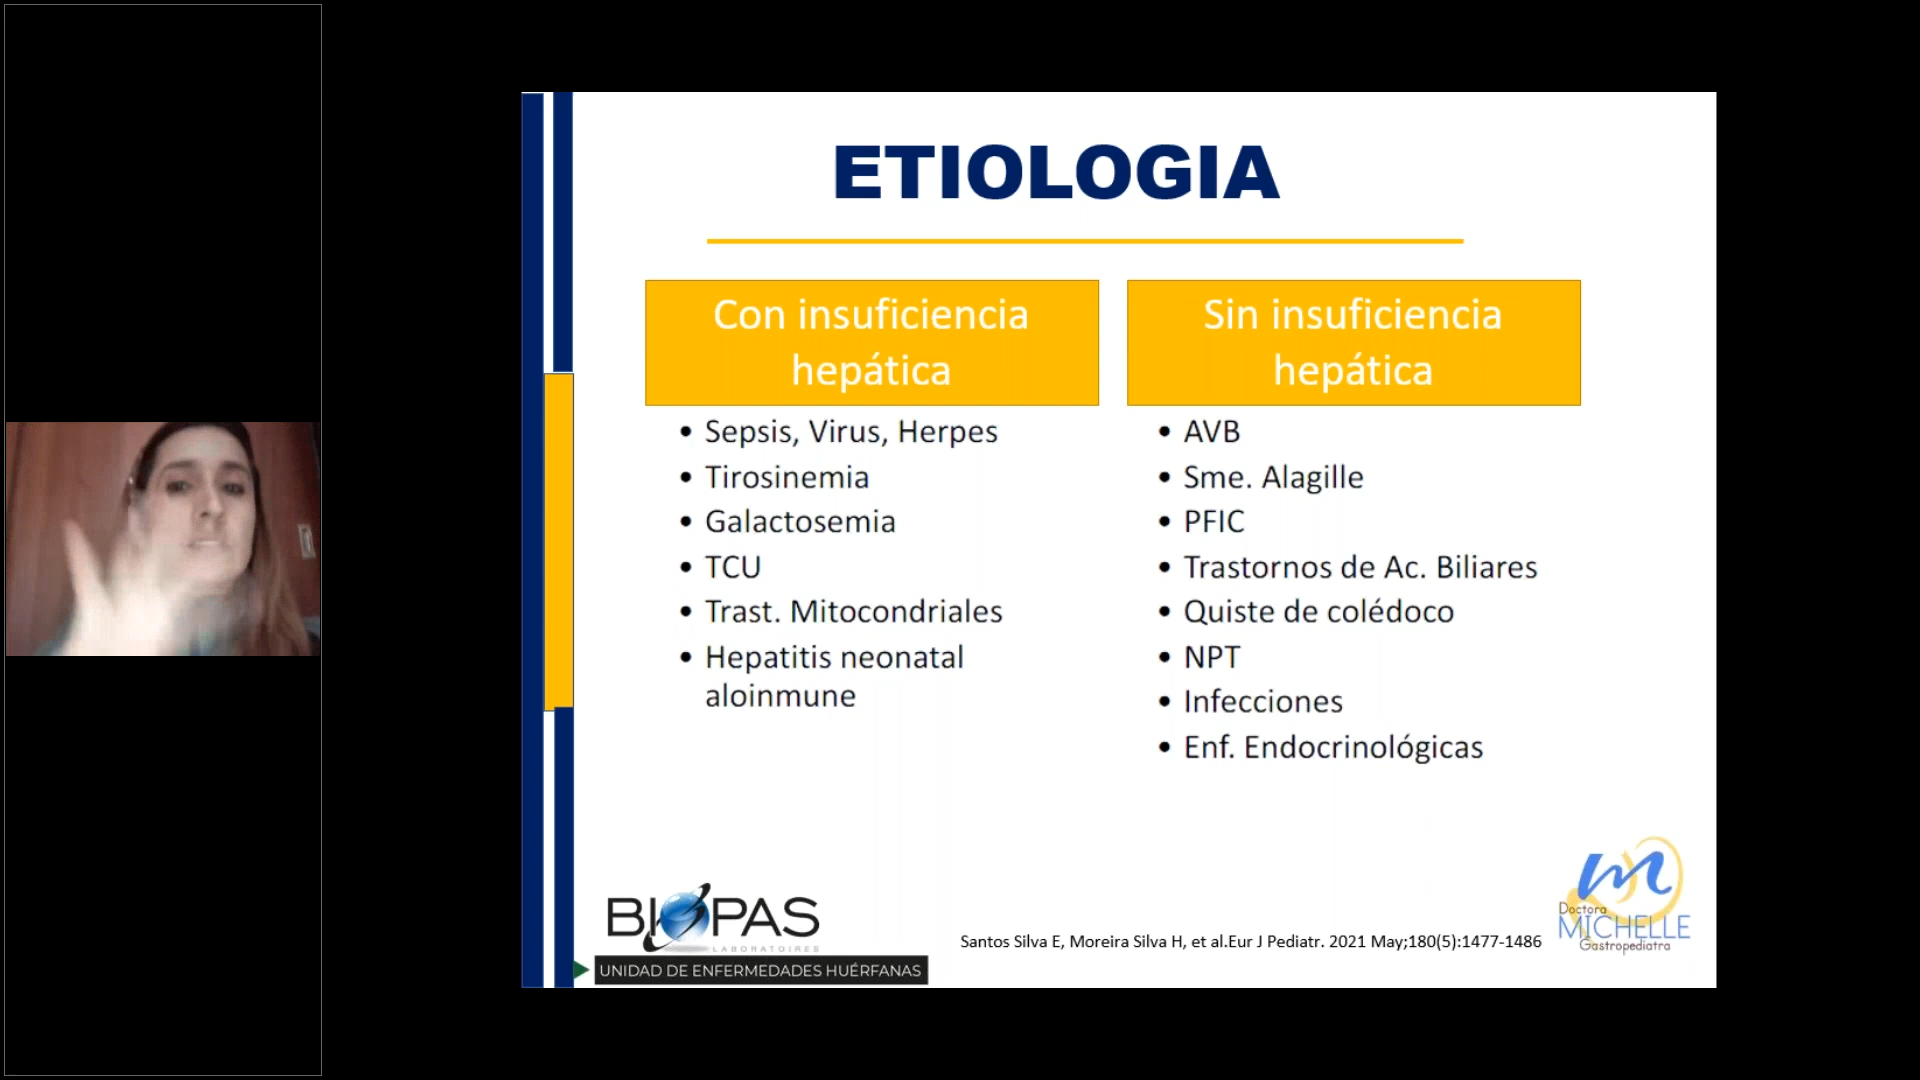 ETIOLOGIA
Con insuficiencia
hepática
• Sepsis, Virus, Herpes
• Tirosinemia
• Galactosemia
• TCU
• Trast. Mitocondriales
• Hepatitis neonatal
aloinmune
Sin insuficiencia
hepática
• AVB
• Sme. Alagille
• PFIC
• Trastornos de Ac. Biliares
• Quiste de colédoco
• NPT
• Infecciones
• Enf. Endocrinológicas
BIOPAS
LABORATOIRES
UNIDAD DE ENFERMEDADES HUÉRFANAS
Santos Silva E, Moreira Silva H, et al.Eur J Pediatr. 2021 May;180(5):1477-1486
m
Doctora
MICHELLE
Gastropediatra